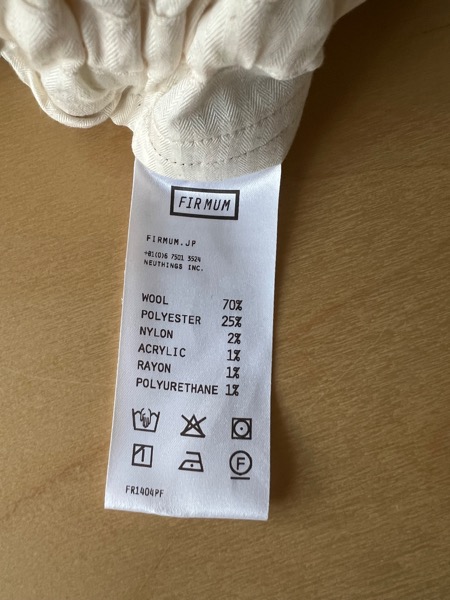 FIRMUM
FIRMUM.JP
+81(0)6 7501 3524
NEUTHINGS INC.
WOOL 70%
POLYESTER 25%
NYLON 2%
ACRYLIC 1%
RAYON 1%
POLYURETHANE 1%
F
FR1404PF